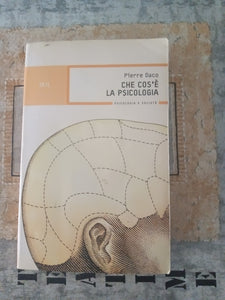 Pierre Daco
CHE COS'È
LA PSICOLOGIA
PSICOLOGIA E SOCIETÀ